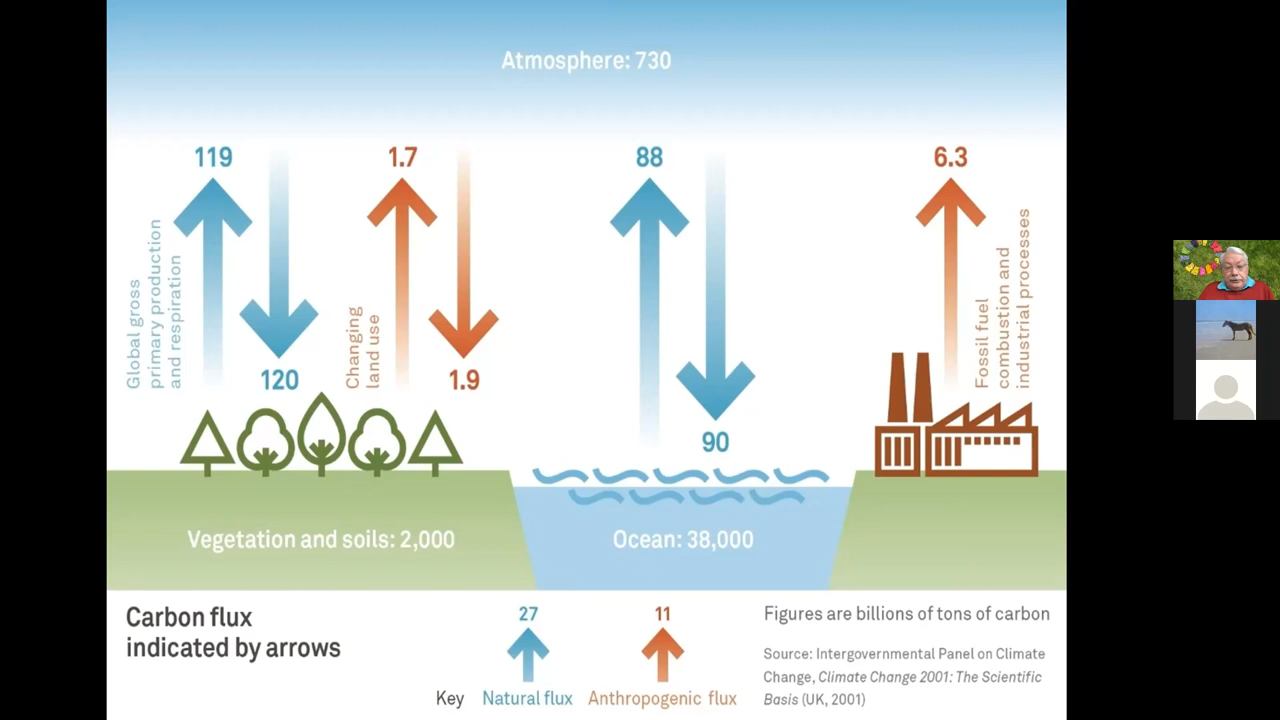 Atmosphere: 730
119
1.7
88
6.3
Global gross
primary production
and respiration
Changing
land use
Fossil fuel
combustion and
industrial processes
120
1.9
90
Vegetation and soils: 2,000
Ocean: 38,000
Carbon flux
indicated by arrows
27
11
Key
Natural flux
Anthropogenic flux
Figures are billions of tons of carbon
Source: Intergovernmental Panel on Climate
Change, Climate Change 2001: The Scientific
Basis (UK, 2001)